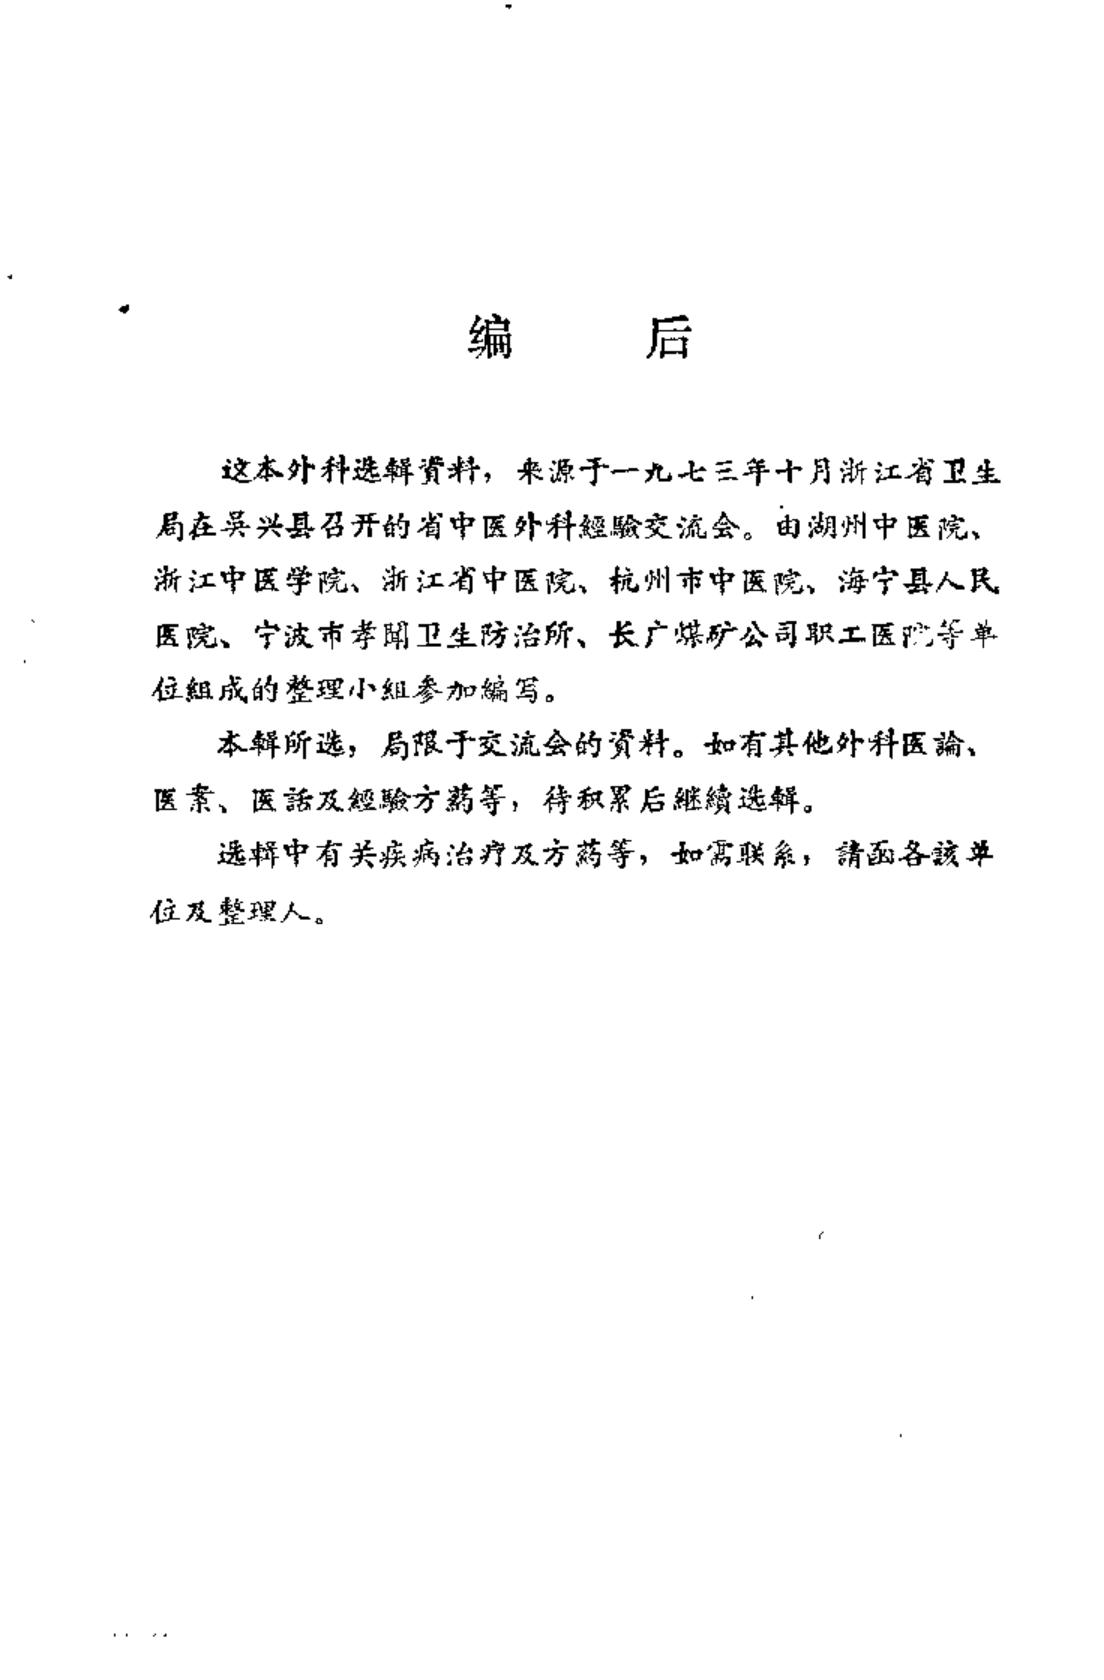 编 后
这本外科选輯資料，来源于一九七三年十月浙江省卫生
局在吳兴县召开的省中医外科經驗交流会。由湖州中医院、
浙江中医学院、浙江省中医院、杭州市中医院、海宁县人民
医院、宁波市孝聞卫生防治所、长广煤矿公司职工医院等单
位組成的整理小組参加編写。
本輯所选，局限于交流会的資料。如有其他外科医論、
医案、医話及經驗方葯等，待积累后継續选輯。
选輯中有关疾病治疗及方葯等，如需联系，請函各該单
位及整理人。